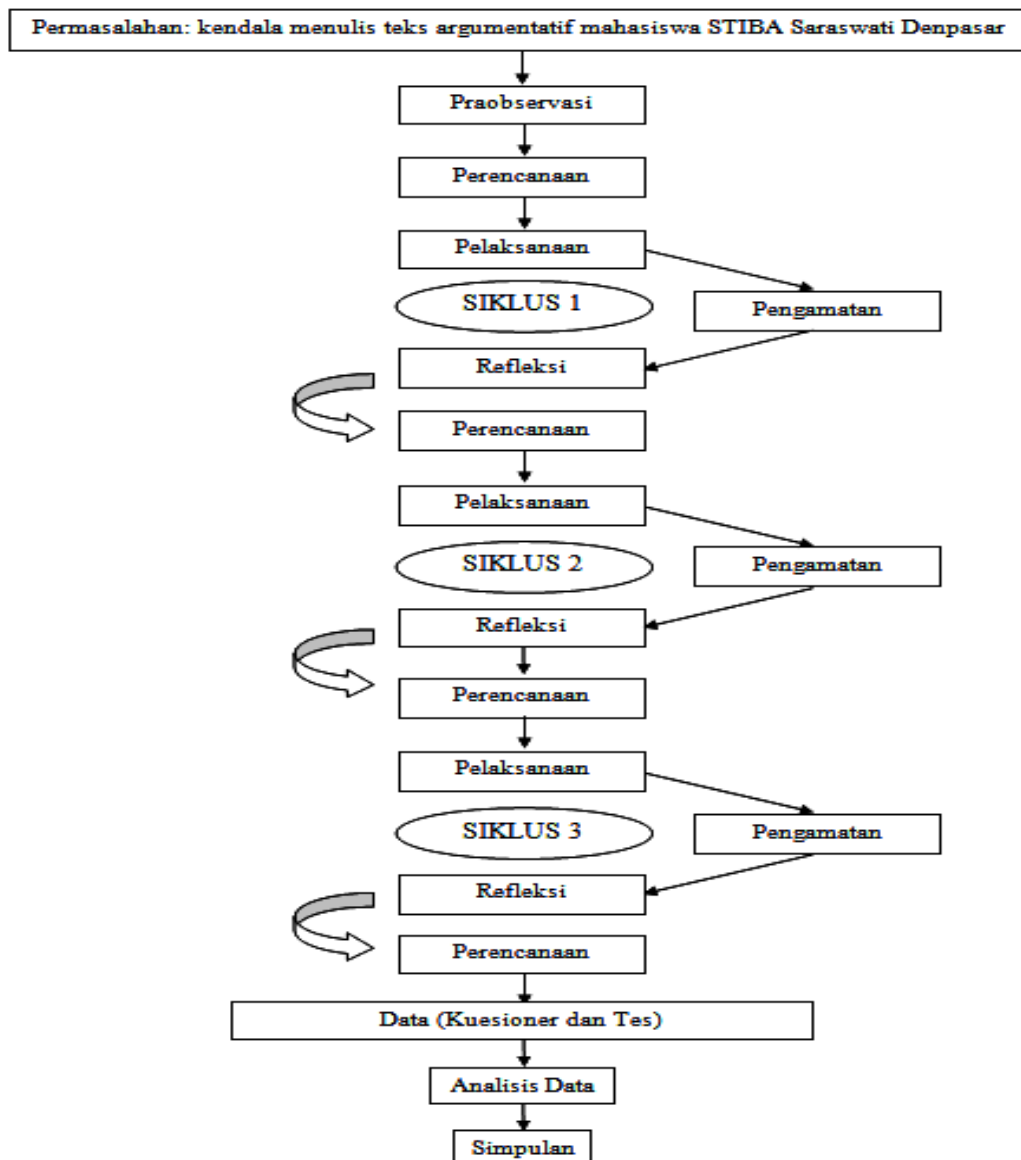 Permasalahan: kendala menulis teks argumentatif mahasiswa STIBA Saraswati Denpasar
Praobservasi
Perencanaan
Pelaksanaan
SIKLUS 1
Pengamatan
Refleksi
Perencanaan
Pelaksanaan
SIKLUS 2
Pengamatan
Refleksi
Perencanaan
Pelaksanaan
SIKLUS 3
Pengamatan
Refleksi
Perencanaan
Data (Kuesioner dan Tes)
Analisis Data
Simpulan